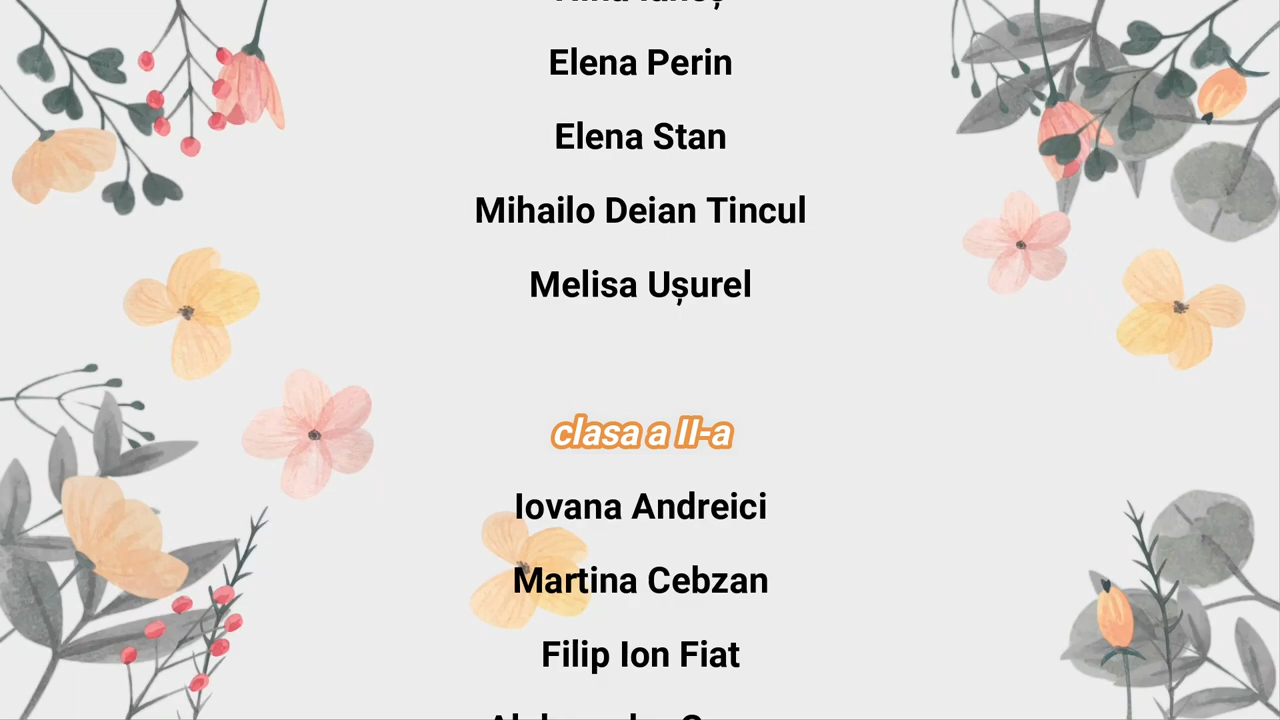 Elena Perin
Elena Stan
Mihailo Deian Tincul
Melisa Ușurel
clasa a II-a
Iovana Andreici
Martina Cebzan
Filip Ion Fiat